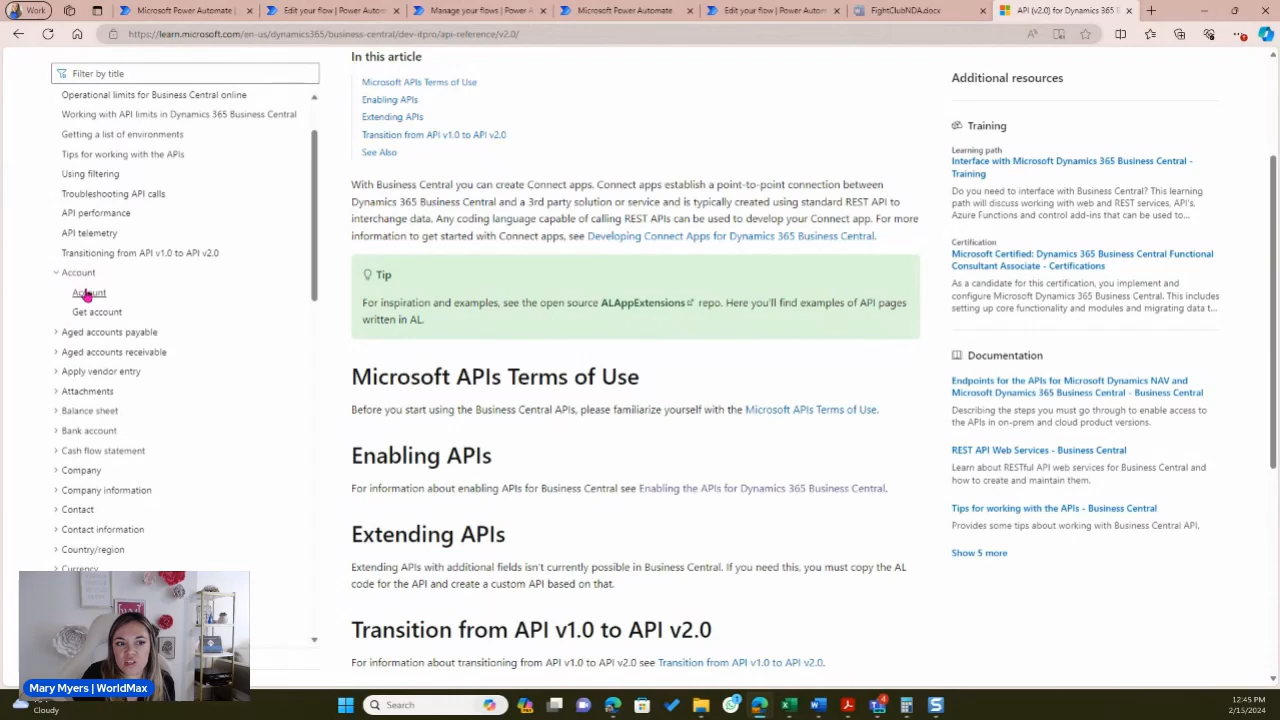 Work
Microsoft Power Automate
Edit your flow | Power Au
Manage your flows | Power A
Microsoft Power Automate
Edit your flow | Power Auto
FightClubNDA.docx
API (v2.0) for Dynamics 365 B
https://learn.microsoft.com/en-us/dynamics365/business-central/dev-itpro/api-reference/v2.0/
Filter by title
Operational limits for Business Central online
Working with API limits in Dynamics 365 Business Central
Getting a list of environments
Tips for working with the APIs
Using filtering
Troubleshooting API calls
API performance
API telemetry
Transitioning from API v1.0 to API v2.0
Account
Account
Get account
Aged accounts payable
Aged accounts receivable
Apply vendor entry
Attachments
Balance sheet
Bank account
Cash flow statement
Company
Company information
Contact
Contact information
Country/region
Currency
In this article
Microsoft APIs Terms of Use
Enabling APIs
Extending APIs
Transition from API v1.0 to API v2.0
See Also
With Business Central you can create Connect apps. Connect apps establish a point-to-point connection between
Dynamics 365 Business Central and a 3rd party solution or service and is typically created using standard REST API to
interchange data. Any coding language capable of calling REST APIs can be used to develop your Connect app. For more
information to get started with Connect apps, see Developing Connect Apps for Dynamics 365 Business Central.
Tip
For inspiration and examples, see the open source ALAppExtensions repo. Here you'll find examples of API pages
written in AL.
Microsoft APIs Terms of Use
Before you start using the Business Central APIs, please familiarize yourself with the Microsoft APIs Terms of Use.
Enabling APIs
For information about enabling APIs for Business Central see Enabling the APIs for Dynamics 365 Business Central.
Extending APIs
Extending APIs with additional fields isn't currently possible in Business Central. If you need this, you must copy the AL
code for the API and create a custom API based on that.
Transition from API v1.0 to API v2.0
For information about transitioning from API v1.0 to API v2.0 see Transition from API v1.0 to API v2.0.
Additional resources
Training
Learning path
Interface with Microsoft Dynamics 365 Business Central -
Training
Do you need to interface with Business Central? This learning
path will discuss working with web and REST services, API's,
Azure Functions and control add-ins that can be used to...
Certification
Microsoft Certified: Dynamics 365 Business Central Functional
Consultant Associate - Certifications
As a candidate for this certification, you implement and
configure Microsoft Dynamics 365 Business Central. This includes
setting up core functionality and modules and migrating data t...
Documentation
Endpoints for the APIs for Microsoft Dynamics NAV and
Microsoft Dynamics 365 Business Central - Business Central
Describing the steps you must go through to enable access to
the APIs in on-prem and cloud product versions.
REST API Web Services - Business Central
Learn about RESTful API web services for Business Central and
how to create and maintain them.
Tips for working with the APIs - Business Central
Provides some tips about working with Business Central API.
Show 5 more
Mary Myers | WorldMax
Cloudy
Search
4
12:45 PM
2/15/2024